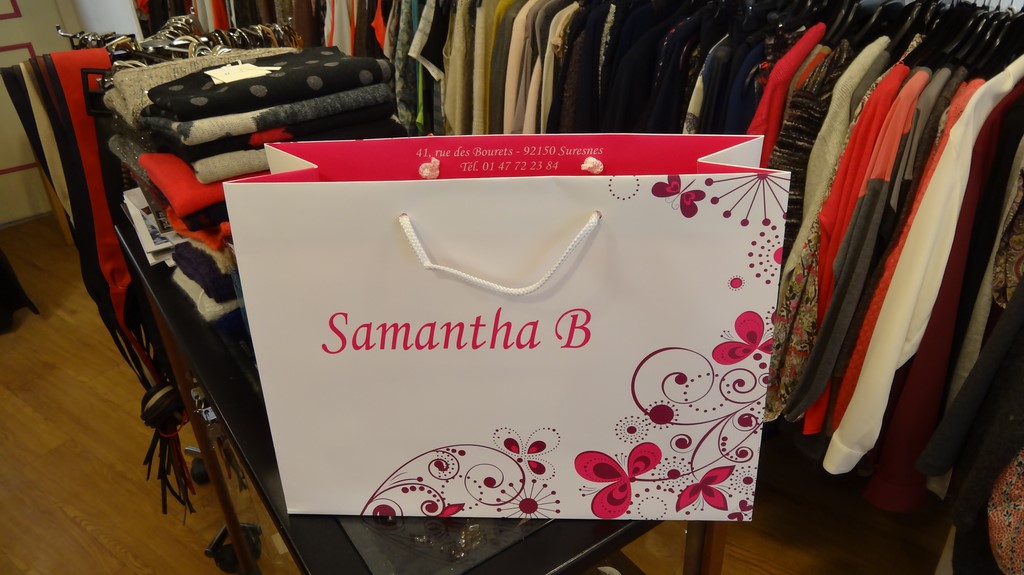 41, rue des Bourets - 92150 Suresnes
Tél. 01 47 72 23 84
Samantha B